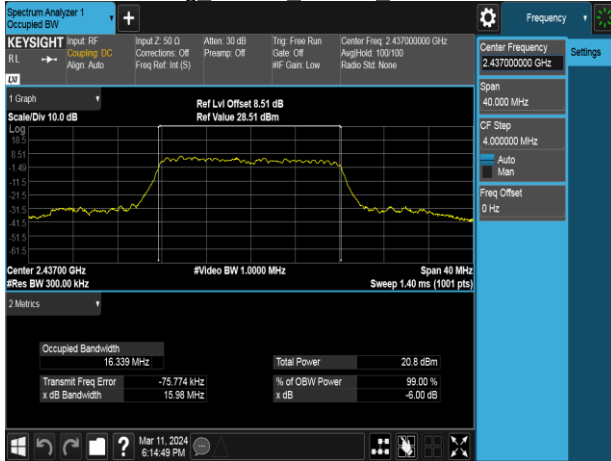 Spectrum Analyzer 1
Occupied BW
+
Frequency
KEYSIGHT
RL
LXI
Input: RF
Coupling: DC
Align: Auto
Input Z: 50 Ω
Corrections: Off
Freq Ref: Int (S)
Atten: 30 dB
Preamp: Off
Trig: Free Run
Gate: Off
#IF Gain: Low
Center Freq: 2.437000000 GHz
Avg|Hold: 100/100
Radio Std: None
Center Frequency
2.437000000 GHz
Settings
Span
40.000 MHz
CF Step
4.000000 MHz
Auto
Man
Freq Offset
0 Hz
1 Graph
Scale/Div 10.0 dB
Ref Lvl Offset 8.51 dB
Ref Value 28.51 dBm
Log
18.5
8.51
-1.49
-11.5
-21.5
-31.5
-41.5
-51.5
-61.5
Center 2.43700 GHz
#Res BW 300.00 kHz
#Video BW 1.0000 MHz
Span 40 MHz
Sweep 1.40 ms (1001 pts)
2 Metrics
Occupied Bandwidth
16.339 MHz
Total Power 20.8 dBm
Transmit Freq Error -75.774 kHz
% of OBW Power 99.00 %
x dB Bandwidth 15.98 MHz
x dB -6.00 dB
?
Mar 11, 2024
6:14:49 PM